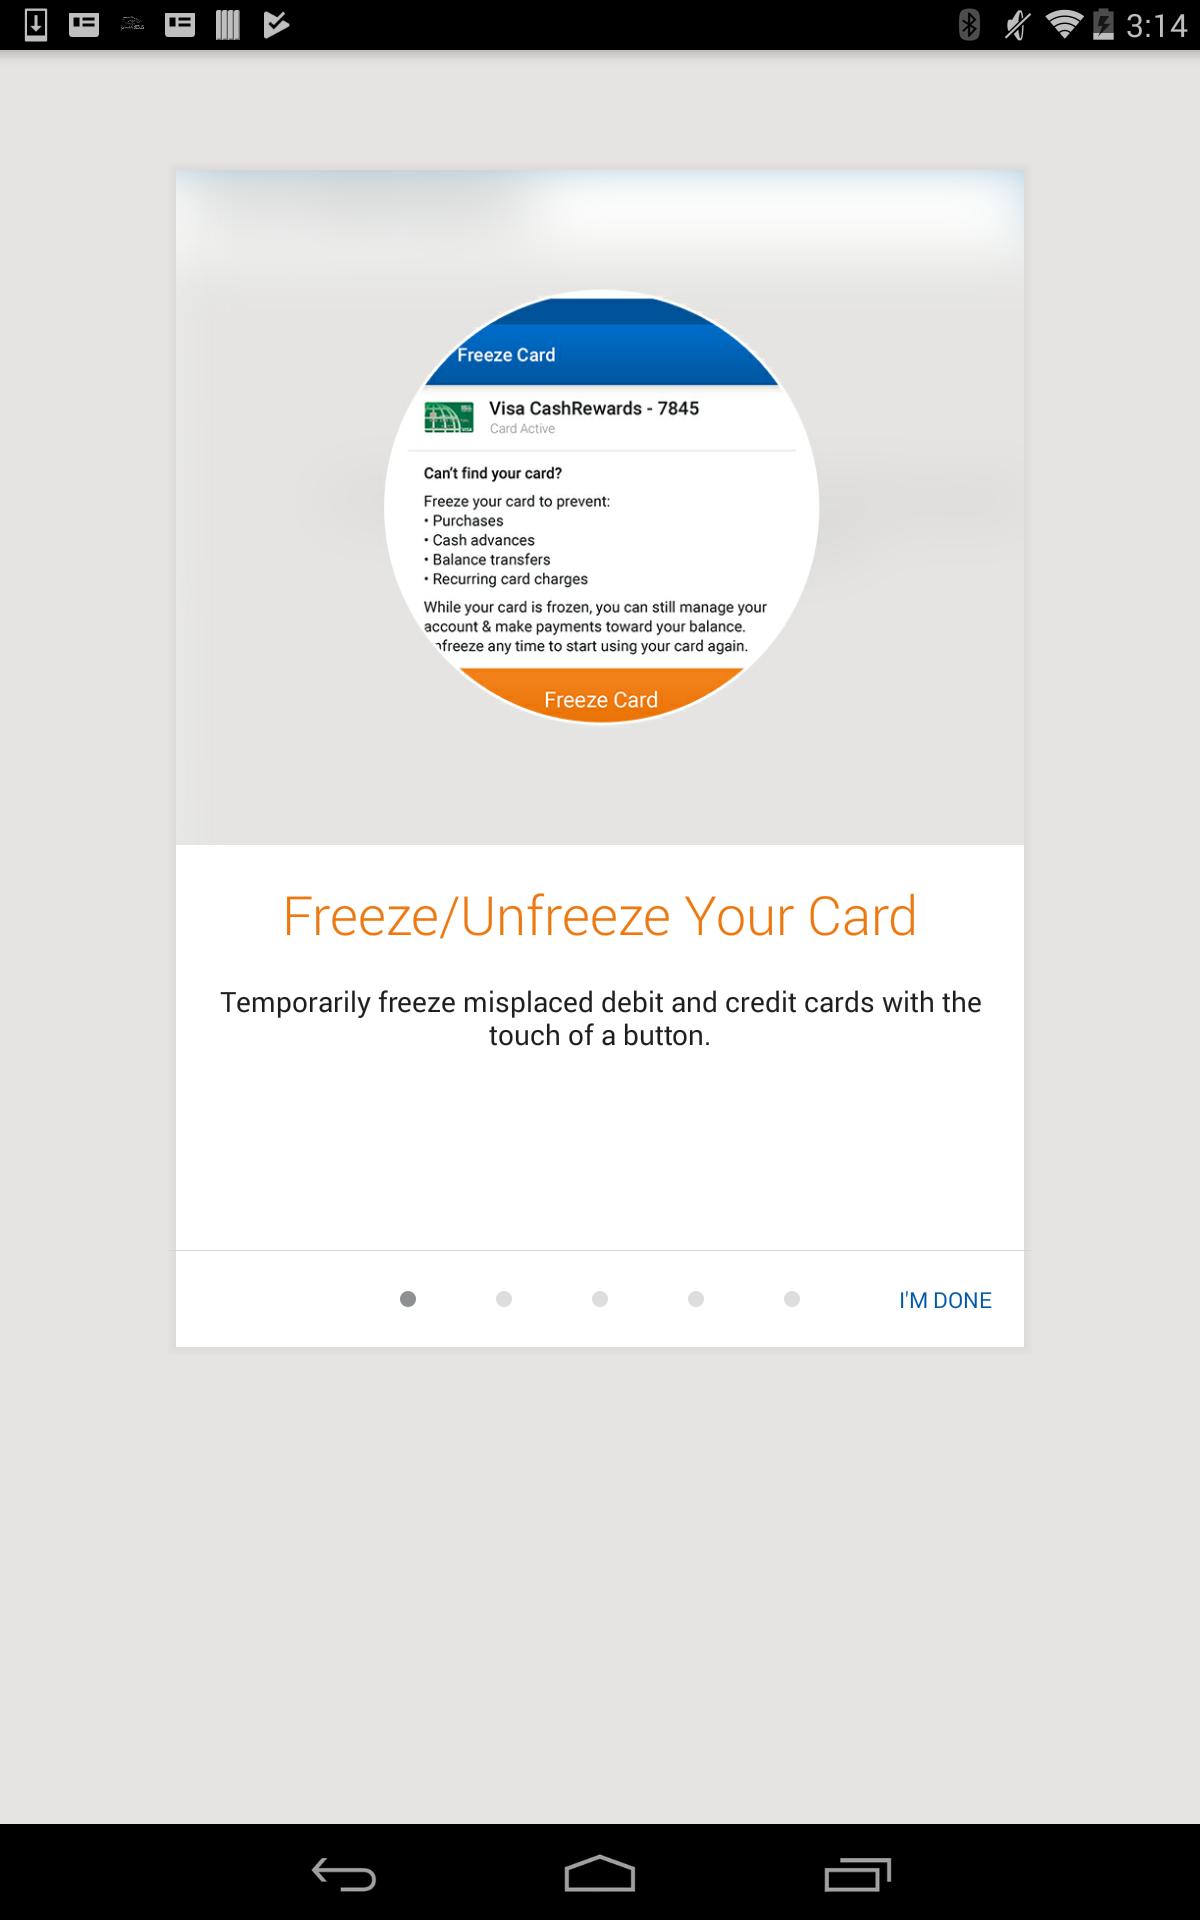 3:14
Freeze Card
Visa CashRewards - 7845
Card Active
Can't find your card?
Freeze your card to prevent:
• Purchases
• Cash advances
• Balance transfers
• Recurring card charges
While your card is frozen, you can still manage your
account & make payments toward your balance.
nfreeze any time to start using your card again.
Freeze Card
Freeze/Unfreeze Your Card
Temporarily freeze misplaced debit and credit cards with the
touch of a button.
I'M DONE